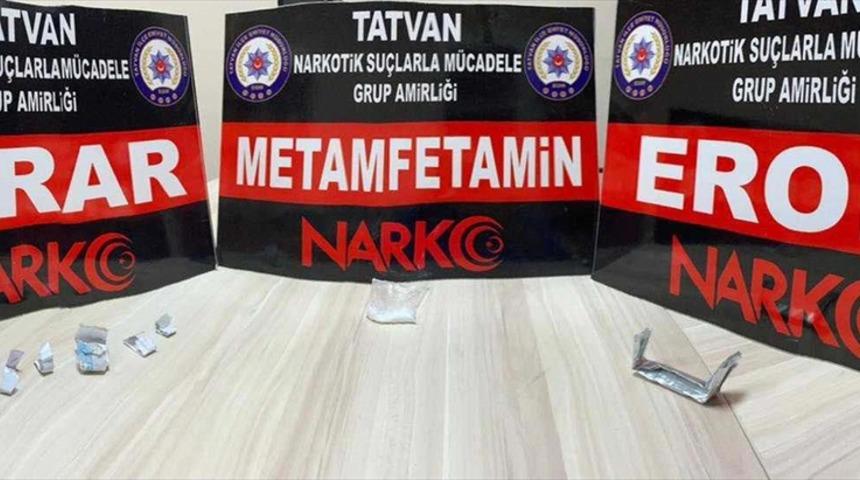 TATVAN
SUÇLARLA MÜCADELE
GRUP AMİRLİĞİ
RAR
NARKO
TATVAN
NARKOTİK SUÇLARLA MÜCADELE
GRUP AMİRLİĞİ
METAMFETAMİN
NARKO
TATVAN
NARKOTİK SUÇLARLA
GRUP AMİRLİĞİ
ERO
NARKO